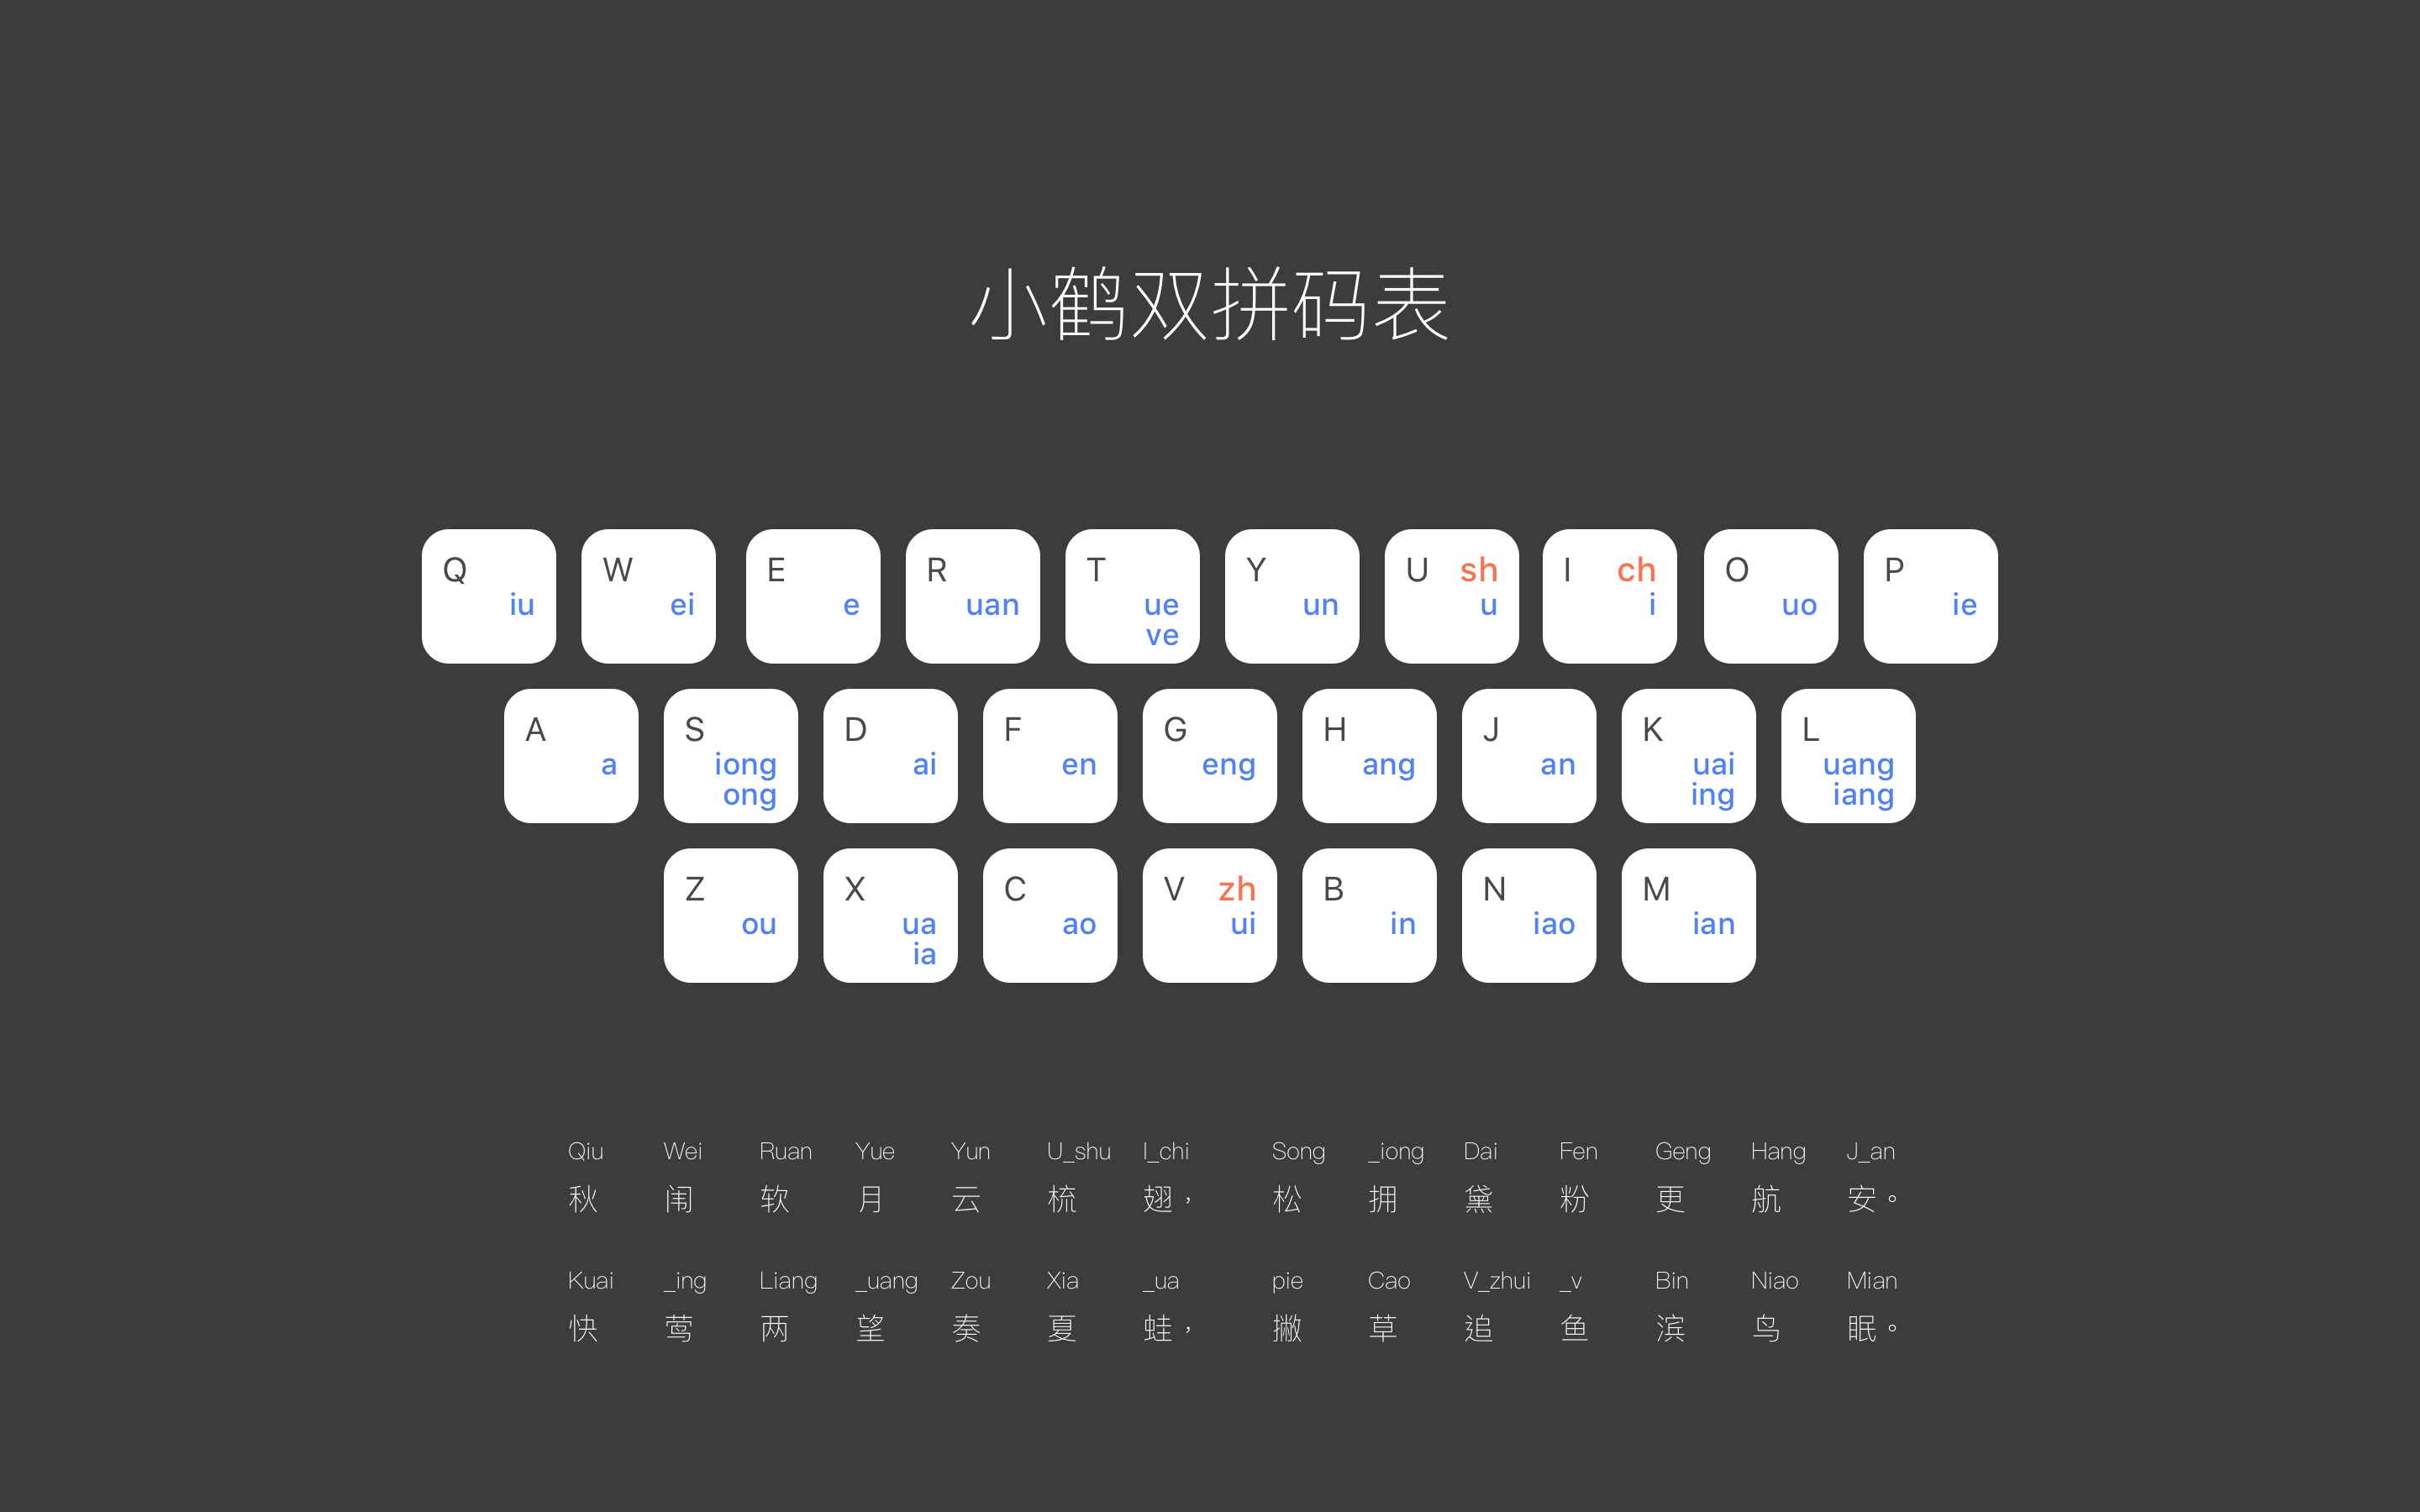 小鹤双拼码表
Q W E R T Y U sh I ch O P
iu ei e uan ue un u i uo ie
ve
A S D F G H J K L
a iong ai en eng ang an uai uang
ong ing iang
Z X C V zh B N M
ou ua ao ui in iao ian
ia
Qiu Wei Ruan Yue Yun U_shu I_chi Song _iong Dai Fen Geng Hang J_an
秋 闱 软 月 云 梳 翅， 松 拥 黛 粉 更 航 安。
Kuai _ing Liang _uang Zou Xia _ua pie Cao V_zhui _v Bin Niao Mian
快 莺 两 望 奏 夏 蛙， 撇 草 追 鱼 滨 鸟 眠。